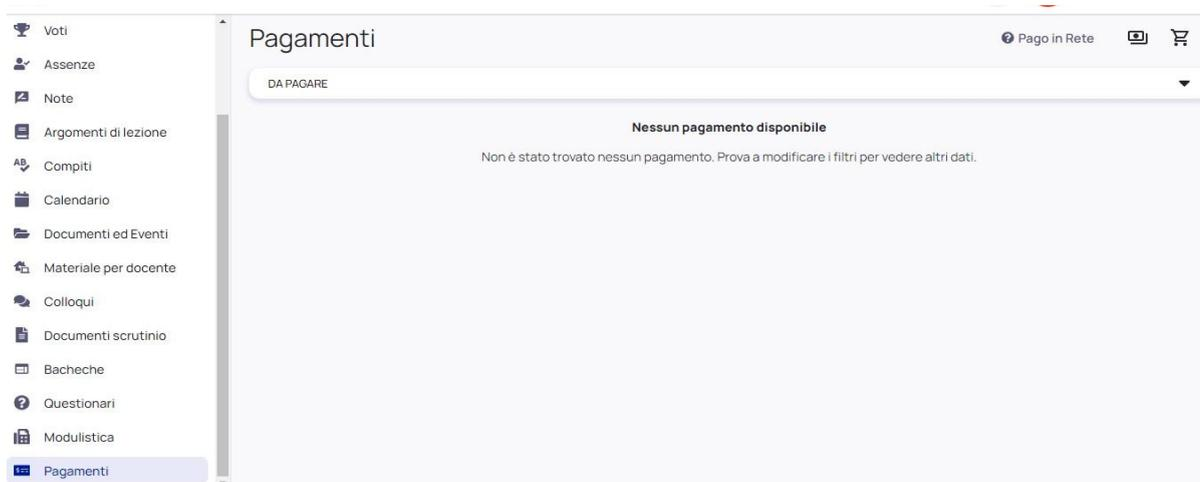 Voti
Assenze
Note
Argomenti di lezione
Compiti
Calendario
Documenti ed Eventi
Materiale per docente
Colloqui
Documenti scrutinio
Bacheche
Questionari
Modulistica
Pagamenti
Pagamenti
Pago in Rete
DA PAGARE
Nessun pagamento disponibile
Non è stato trovato nessun pagamento. Prova a modificare i filtri per vedere altri dati.